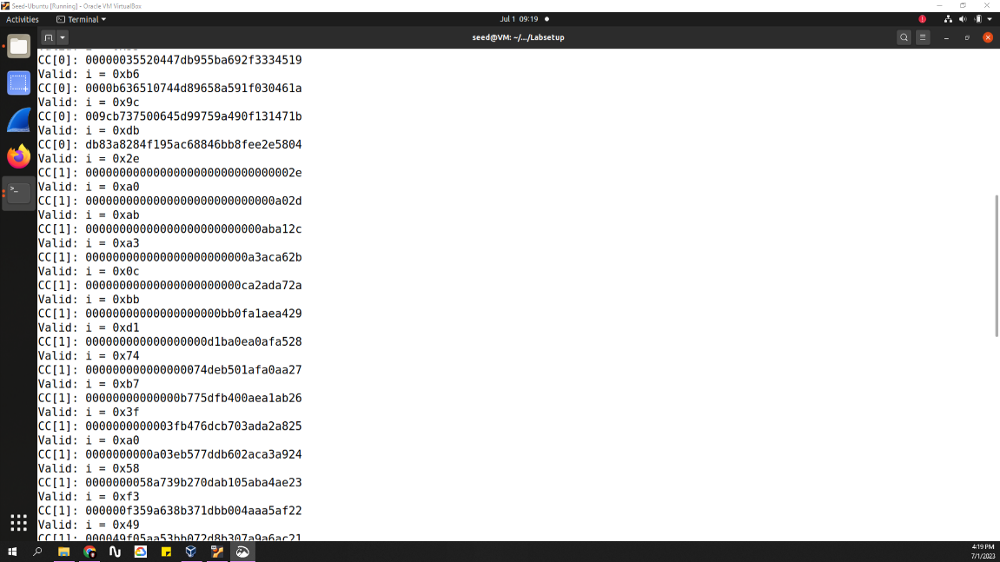 Seed-Ubuntu [Running] - Oracle VM VirtualBox
Activities
Terminal
Jul 1 09:19
seed@VM: ~/.../Labsetup
CC[0]: 00000035520447db955ba692f3334519
Valid: i = 0xb6
CC[0]: 0000b636510744d89658a591f030461a
Valid: i = 0x9c
CC[0]: 009cb737500645d99759a490f131471b
Valid: i = 0xdb
CC[0]: db83a8284f195ac68846bb8fee2e5804
Valid: i = 0x2e
CC[1]: 0000000000000000000000000000002e
Valid: i = 0xa0
CC[1]: 0000000000000000000000000000a02d
Valid: i = 0xab
CC[1]: 00000000000000000000000000aba12c
Valid: i = 0xa3
CC[1]: 000000000000000000000000a3aca62b
Valid: i = 0x0c
CC[1]: 00000000000000000000000ca2ada72a
Valid: i = 0xbb
CC[1]: 00000000000000000000bb0fa1aea429
Valid: i = 0xd1
CC[1]: 000000000000000000d1ba0ea0afa528
Valid: i = 0x74
CC[1]: 000000000000000074deb501afa0aa27
Valid: i = 0xb7
CC[1]: 00000000000000b775dfb400aea1ab26
Valid: i = 0x3f
CC[1]: 0000000000003fb476dcb703ada2a825
Valid: i = 0xa0
CC[1]: 0000000000a03eb577ddb602aca3a924
Valid: i = 0x58
CC[1]: 0000000058a739b270dab105aba4ae23
Valid: i = 0xf3
CC[1]: 000000f359a638b371dbb004aaa5af22
Valid: i = 0x49
CC[1]: 000049f05aa53bb072d8b307a9a6ac21
4:19 PM
7/1/2023